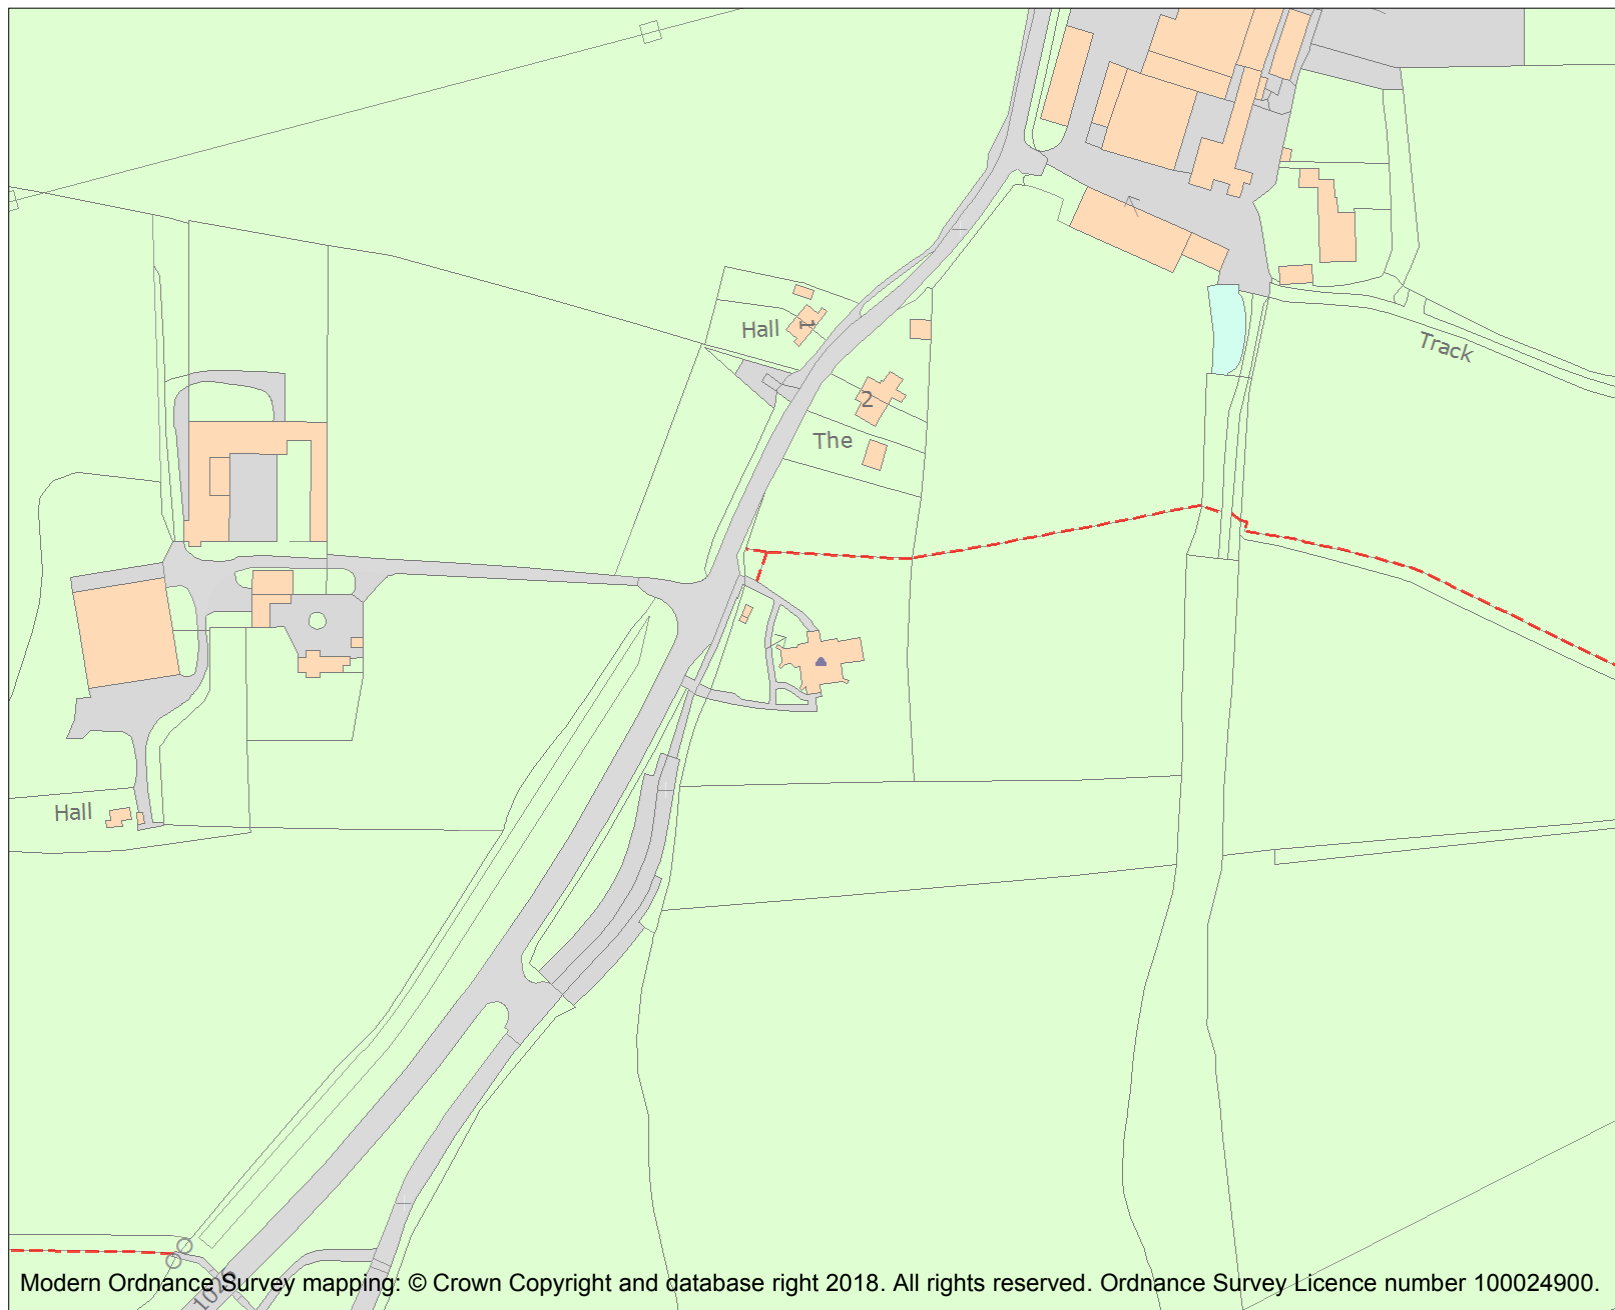 Hall
1
2
The
Track
Hall
Modern Ordnance Survey mapping: © Crown Copyright and database right 2018. All rights reserved. Ordnance Survey Licence number 100024900.